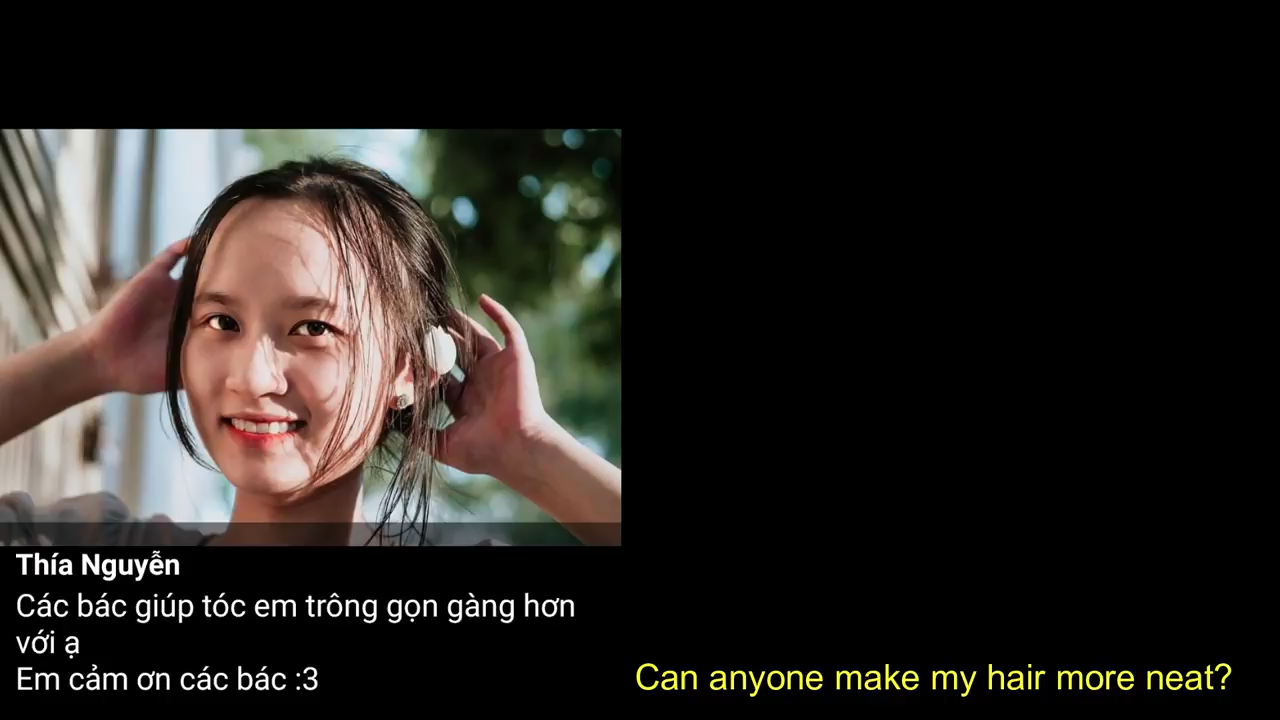 Thía Nguyễn
Các bác giúp tóc em trông gọn gàng hơn
với ạ
Em cảm ơn các bác :3
Can anyone make my hair more neat?